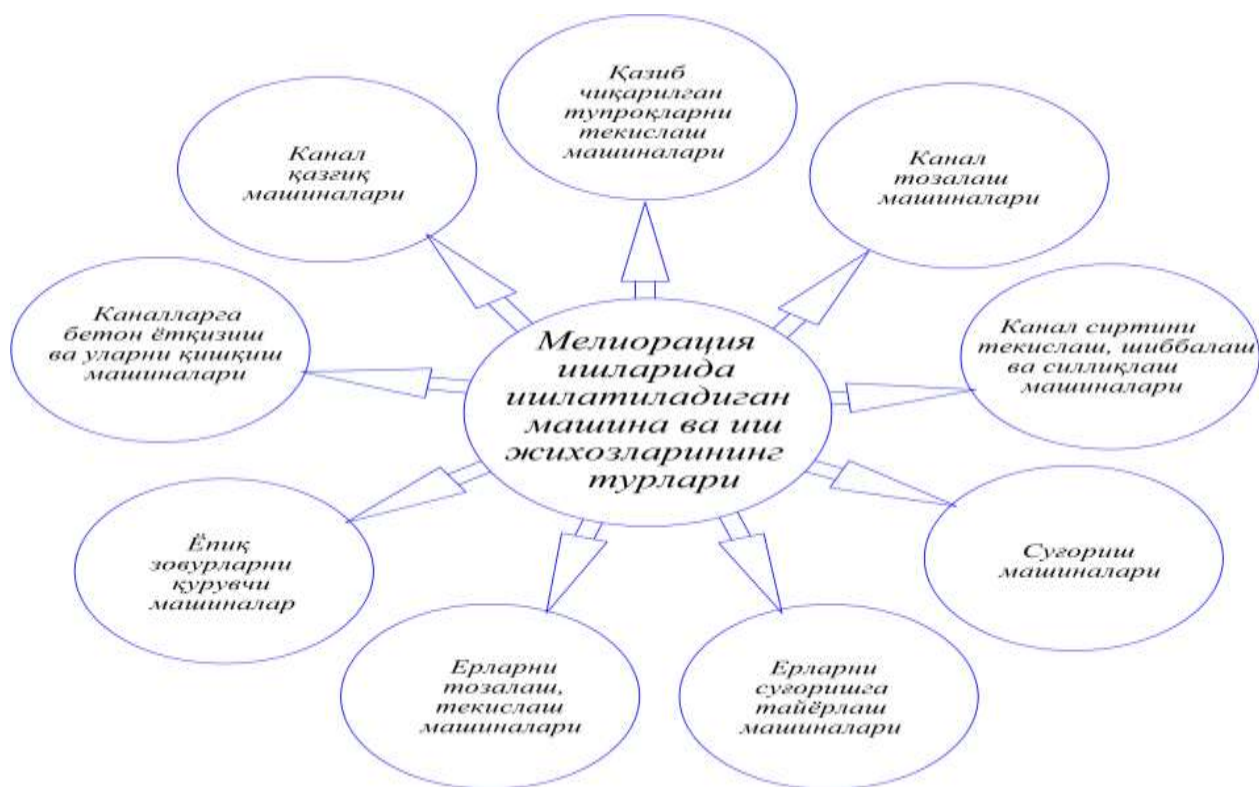 Қазиб
чиқарилган
тупроқларни
текислаш
машиналари
Канал
қазғиқ
машиналари
Канал
тозалаш
машиналари
Каналларга
бетон ётқизиш
ва уларни қишқиш
машиналари
Мелиорация
ишларида
ишлатиладиган
машина ва иш
жихозларининг
турлари
Канал сиртини
текислаш, шиббалаш
ва силлиқлаш
машиналари
Ёпиқ
зовурларни
қурувчи
машиналар
Суғориш
машиналари
Ерларни
тозалаш,
текислаш
машиналари
Ерларни
суғоришга
тайёрлаш
машиналари